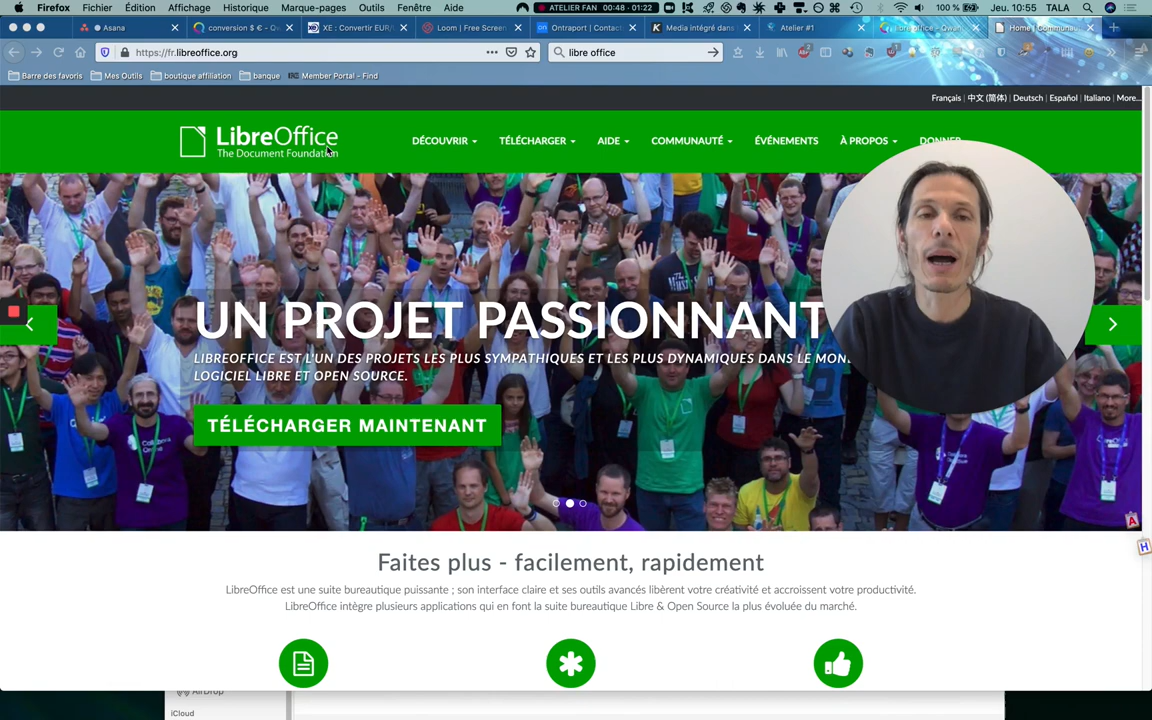 Firefox Fichier Édition Affichage Historique Marque-pages Outils Fenêtre Aide
ATELIER FAN 00:48 - 01:22
100 % Jeu. 10:55 TALA
Asana
conversion $ € - Qw
XE : Convertir EUR/
Loom | Free Screen
Ontraport | Contact
Media intégré dans
Atelier #1
Libre office - Qwan
Home | Communau
https://fr.libreoffice.org
libre office
Barre des favoris Mes Outils boutique affiliation banque Member Portal - Find
Français | 中文 (简体) | Deutsch | Español | Italiano | More...
LibreOffice
The Document Foundation
DÉCOUVRIR TÉLÉCHARGER AIDE COMMUNAUTÉ ÉVÉNEMENTS À PROPOS DONNER
UN PROJET PASSIONNANT
LIBREOFFICE EST L'UN DES PROJETS LES PLUS SYMPATHIQUES ET LES PLUS DYNAMIQUES DANS LE MON
LOGICIEL LIBRE ET OPEN SOURCE.
TÉLÉCHARGER MAINTENANT
Faites plus - facilement, rapidement
LibreOffice est une suite bureautique puissante ; son interface claire et ses outils avancés libèrent votre créativité et accroissent votre productivité.
LibreOffice intègre plusieurs applications qui en font la suite bureautique Libre & Open Source la plus évoluée du marché.
AirDrop
iCloud